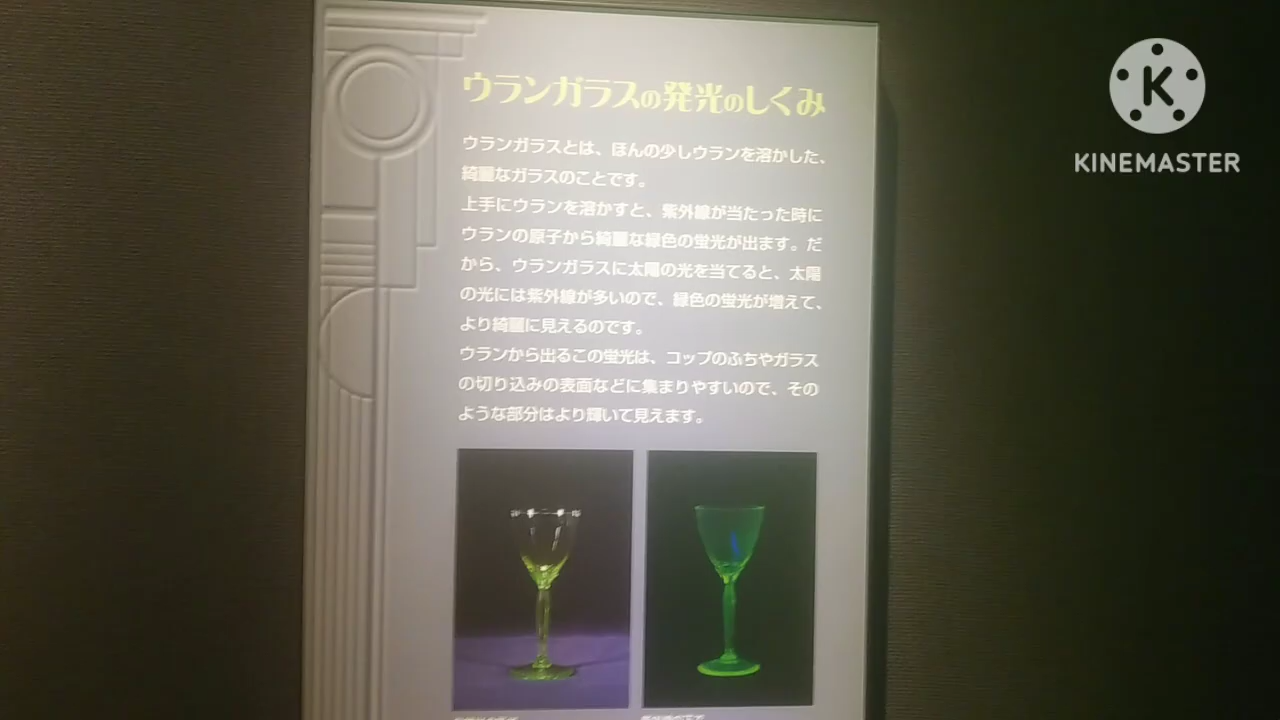 ウランガラスの発光のしくみ
ウランガラスとは、ほんの少しウランを溶かした、
綺麗なガラスのことです。
上手にウランを溶かすと、紫外線が当たった時に
ウランの原子から綺麗な緑色の蛍光が出ます。だ
から、ウランガラスに太陽の光を当てると、太陽
の光には紫外線が多いので、緑色の蛍光が増えて、
より綺麗に見えるのです。
ウランから出るこの蛍光は、コップのふちやガラス
の切り込みの表面などに集まりやすいので、その
ような部分はより輝いて見えます。
K
KINEMASTER